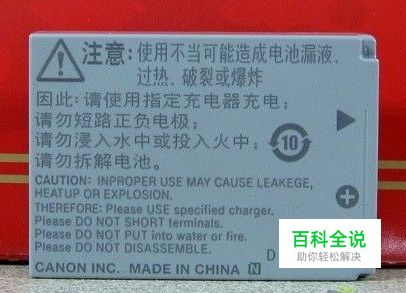 注意:使用不当可能造成电池漏液、
过热、破裂或爆炸
因此:请使用指定充电器充电;
请勿短路正负电极;
请勿浸入水中或投入火中;
请勿拆解电池。
10
CAUTION: INPROPER USE MAY CAUSE LEAKEGE,
HEATUP OR EXPLOSION.
THEREFORE: Please USE specified charger.
Please DO NOT SHORT terminals.
Please DO NOT PUT into water or fire.
Please DO NOT DISASSEMBLE.
D
CANON INC. MADE IN CHINA N
百科全说
助你轻松解决